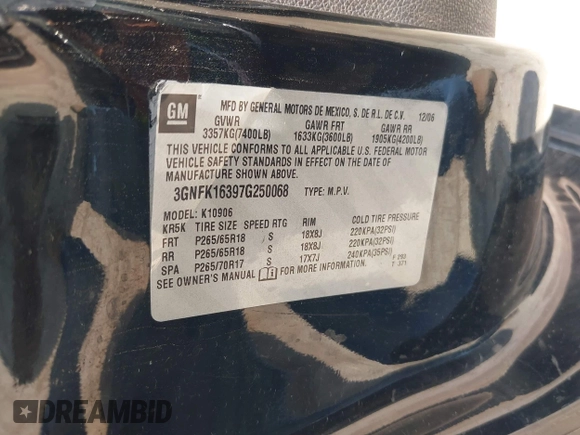 GM
MFD BY GENERAL MOTORS DE MEXICO, S. DE R.L. DE C.V. 12/06
GVWR GAWR FRT GAWR RR
3357KG(7400LB) 1633KG(3600LB) 1905KG(4200LB)
THIS VEHICLE CONFORMS TO ALL APPLICABLE U.S. FEDERAL MOTOR
VEHICLE SAFETY STANDARDS IN EFFECT ON THE DATE OF
MANUFACTURE SHOWN ABOVE.
3GNFK16397G250068 TYPE: M.P.V.
MODEL: K10906
KR5K TIRE SIZE SPEED RTG RIM COLD TIRE PRESSURE
FRT P265/65R18 S 18X8J 220KPA(32PSI)
RR P265/65R18 S 18X8J 220KPA(32PSI)
SPA P265/70R17 S 17X7J 240KPA(35PSI)
SEE OWNER'S MANUAL FOR MORE INFORMATION.
DREAMBID